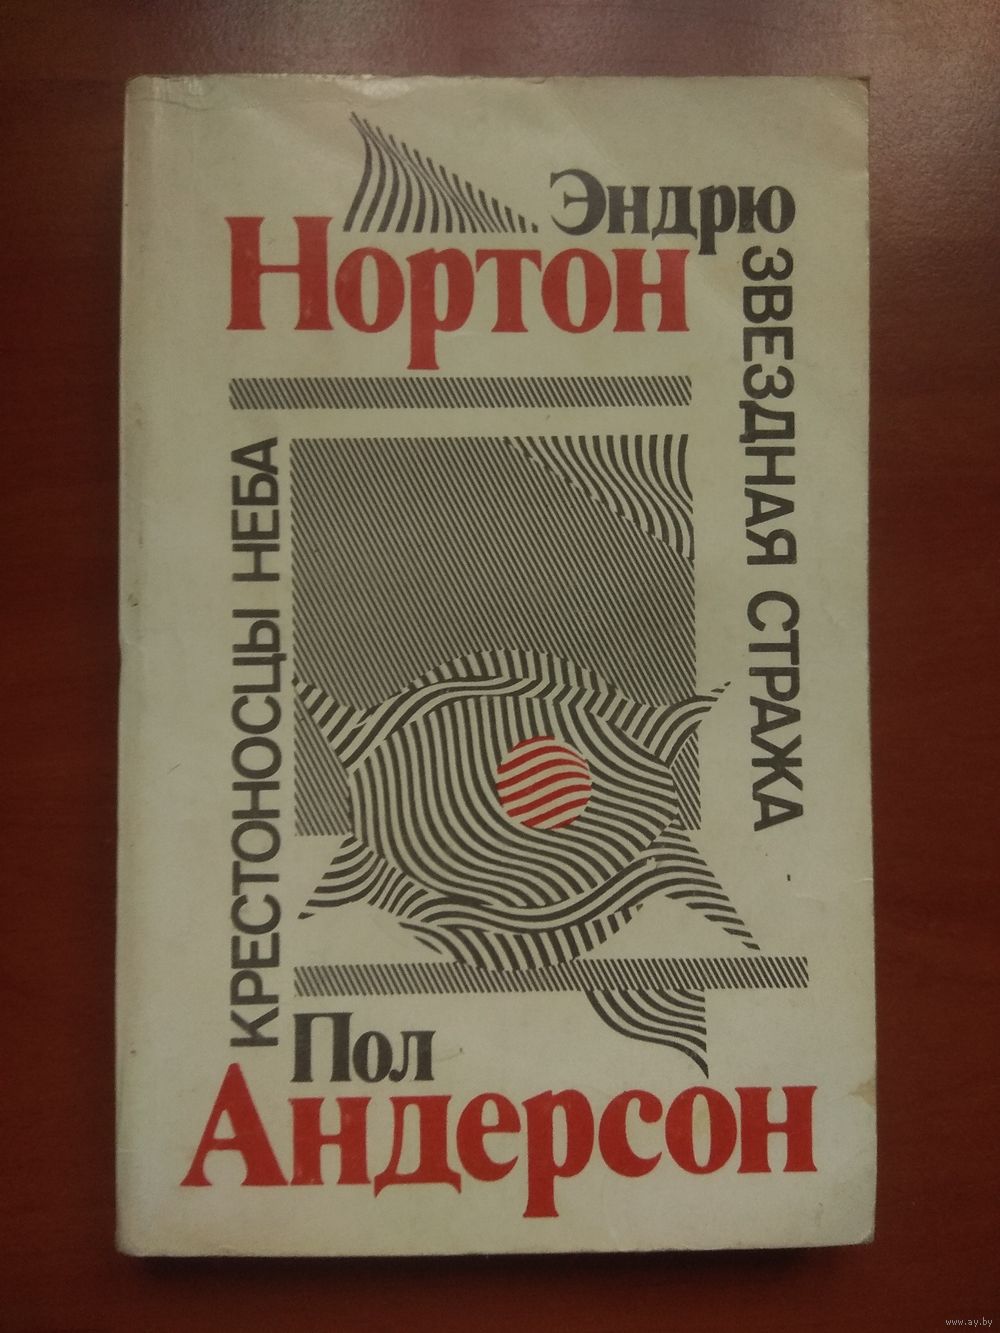 Эндрю
Нортон
ЗВЕЗДНАЯ СТРАЖА
КРЕСТОНОСЦЫ НЕБА
Пол
Андерсон
www.ay.by